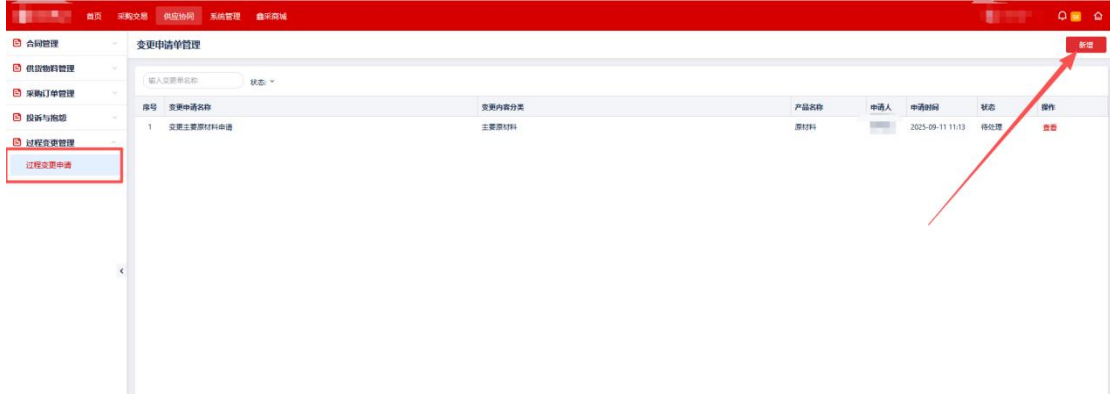 首页 采购交易 供应协同 系统管理 鑫采商城
合同管理
供货物料管理
采购订单管理
投诉与抱怨
过程变更管理
过程变更申请
变更申请单管理
新增
输入变更单名称 状态:
序号 变更申请名称 变更内容分类 产品名称 申请人 申请时间 状态 操作
1 变更主要原材料申请 主要原材料 原材料 2025-09-11 11:13 待处理 查看